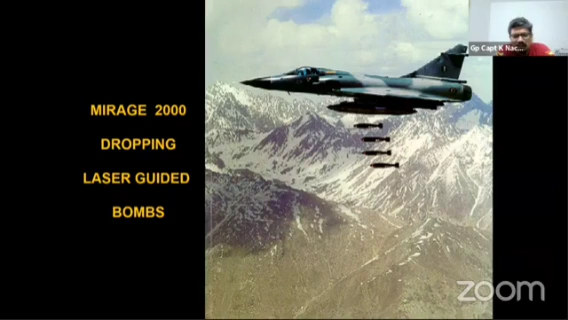 Gp Capt K Nac...
MIRAGE 2000
DROPPING
LASER GUIDED
BOMBS
zoom